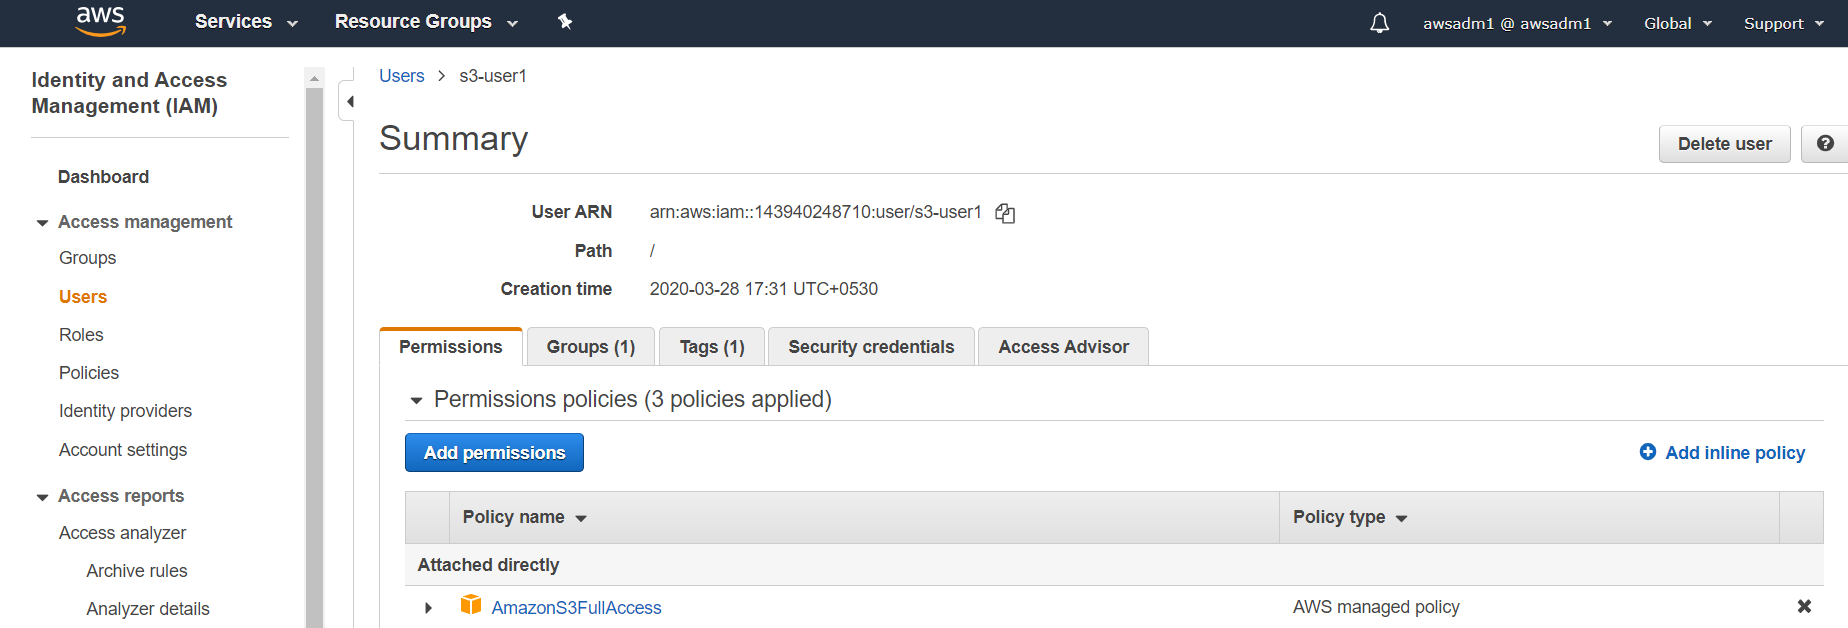 aws
Services
Resource Groups
awsadm1 @ awsadm1
Global
Support
Identity and Access
Management (IAM)
Dashboard
Access management
Groups
Users
Roles
Policies
Identity providers
Account settings
Access reports
Access analyzer
Archive rules
Analyzer details
Users > s3-user1
Summary
Delete user
?
User ARN arn:aws:iam::143940248710:user/s3-user1
Path /
Creation time 2020-03-28 17:31 UTC+0530
Permissions Groups (1) Tags (1) Security credentials Access Advisor
Permissions policies (3 policies applied)
Add permissions Add inline policy
Policy name Policy type
Attached directly
AmazonS3FullAccess AWS managed policy